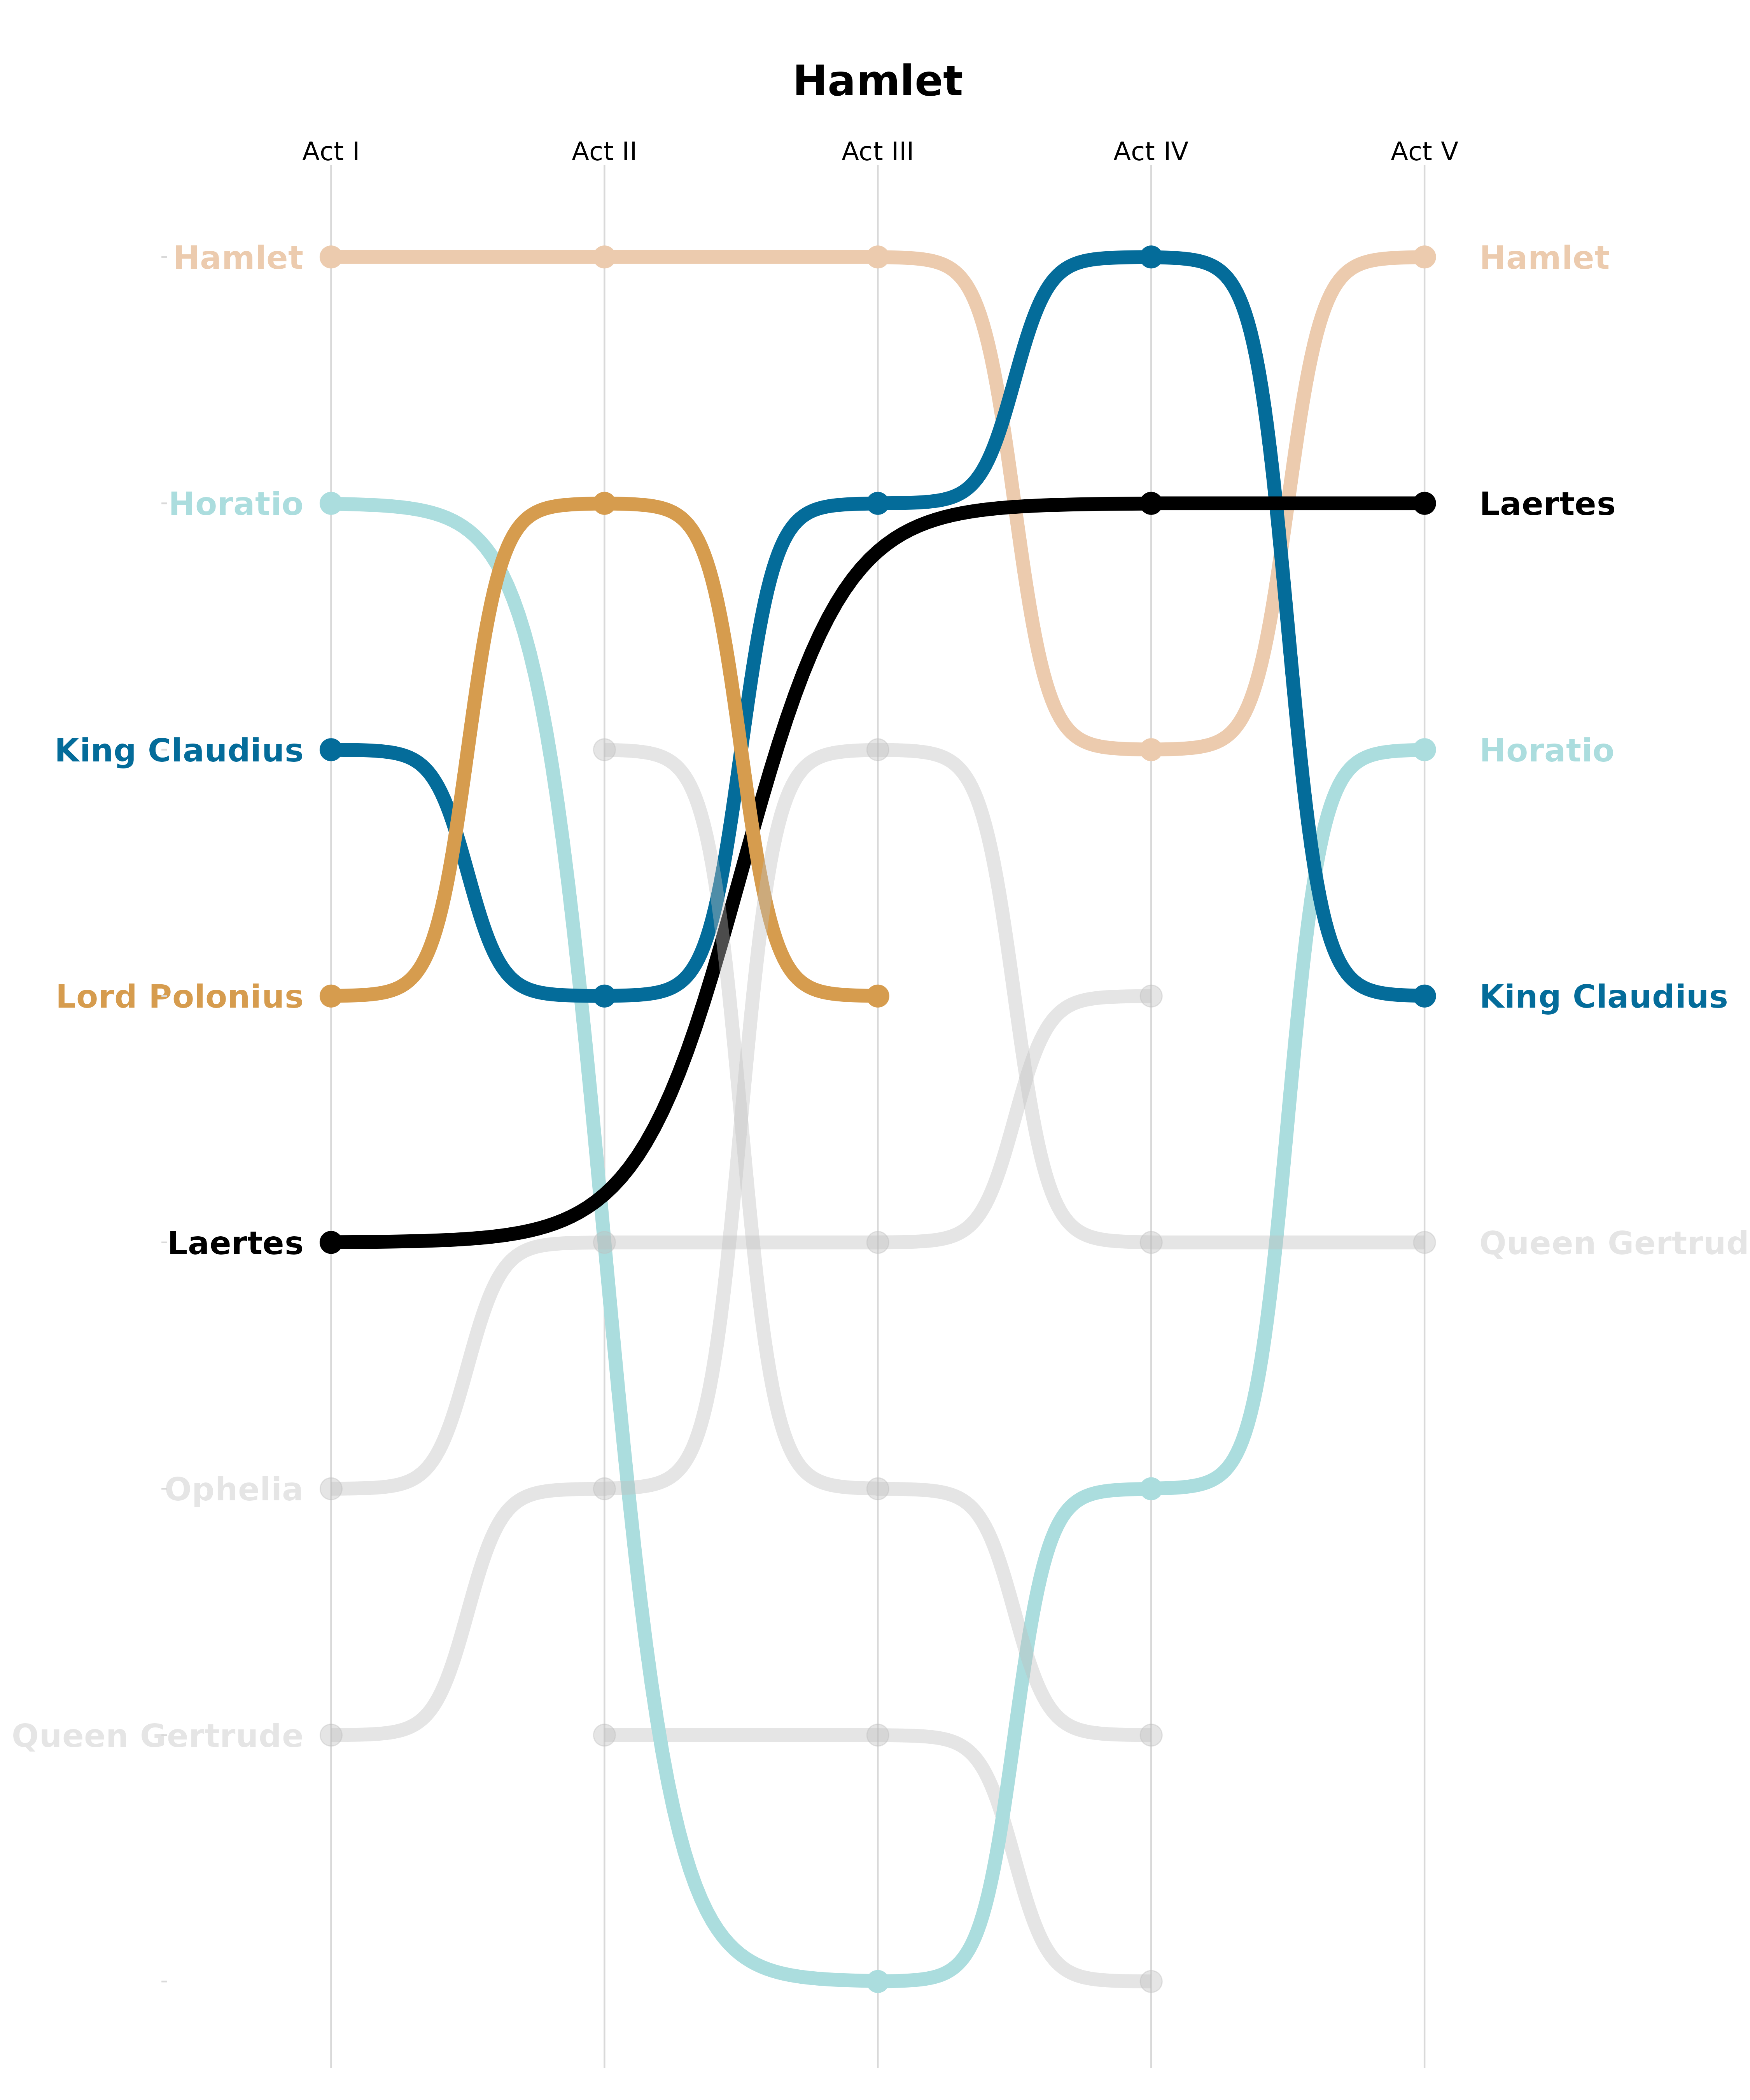 Hamlet
Act I Act II Act III Act IV Act V
Hamlet Hamlet
Horatio Laertes
King Claudius Horatio
Lord Polonius King Claudius
Laertes Queen Gertrud
Ophelia
Queen Gertrude